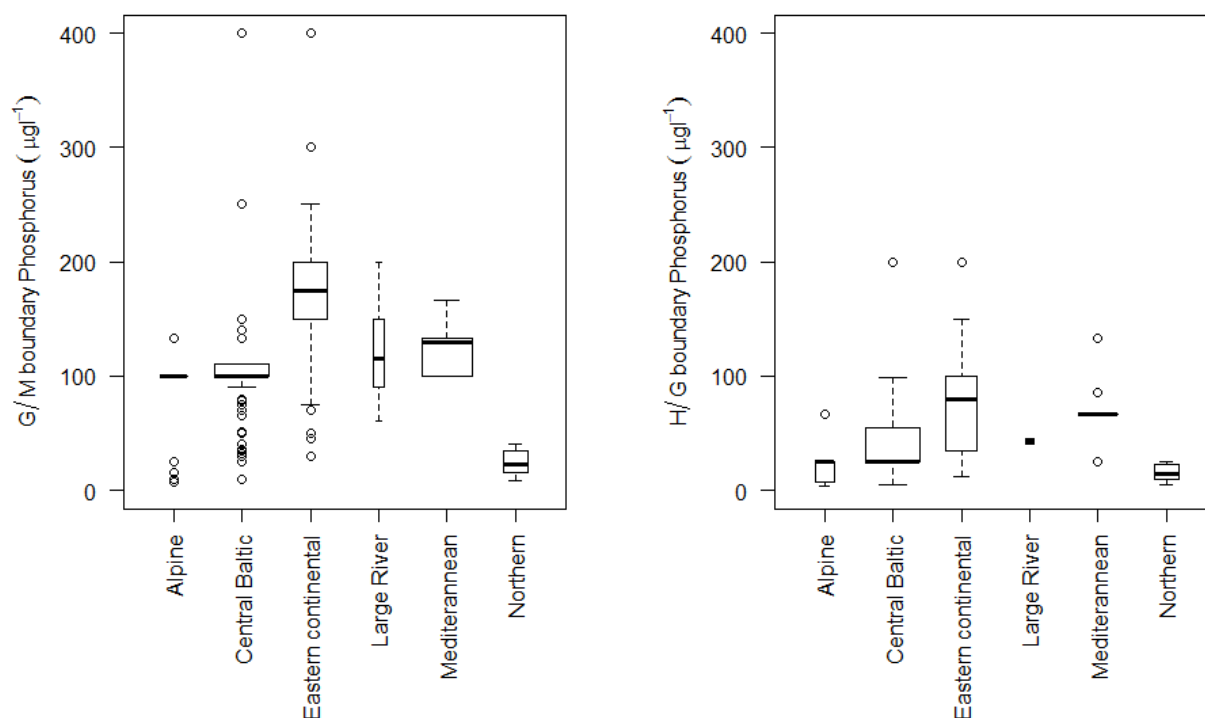 G/M boundary Phosphorus ( µgl⁻¹)
400
300
200
100
0
Alpine
Central Baltic
Eastern continental
Large River
Mediterannean
Northern
H/G boundary Phosphorus ( µgl⁻¹)
400
300
200
100
0
Alpine
Central Baltic
Eastern continental
Large River
Mediterannean
Northern